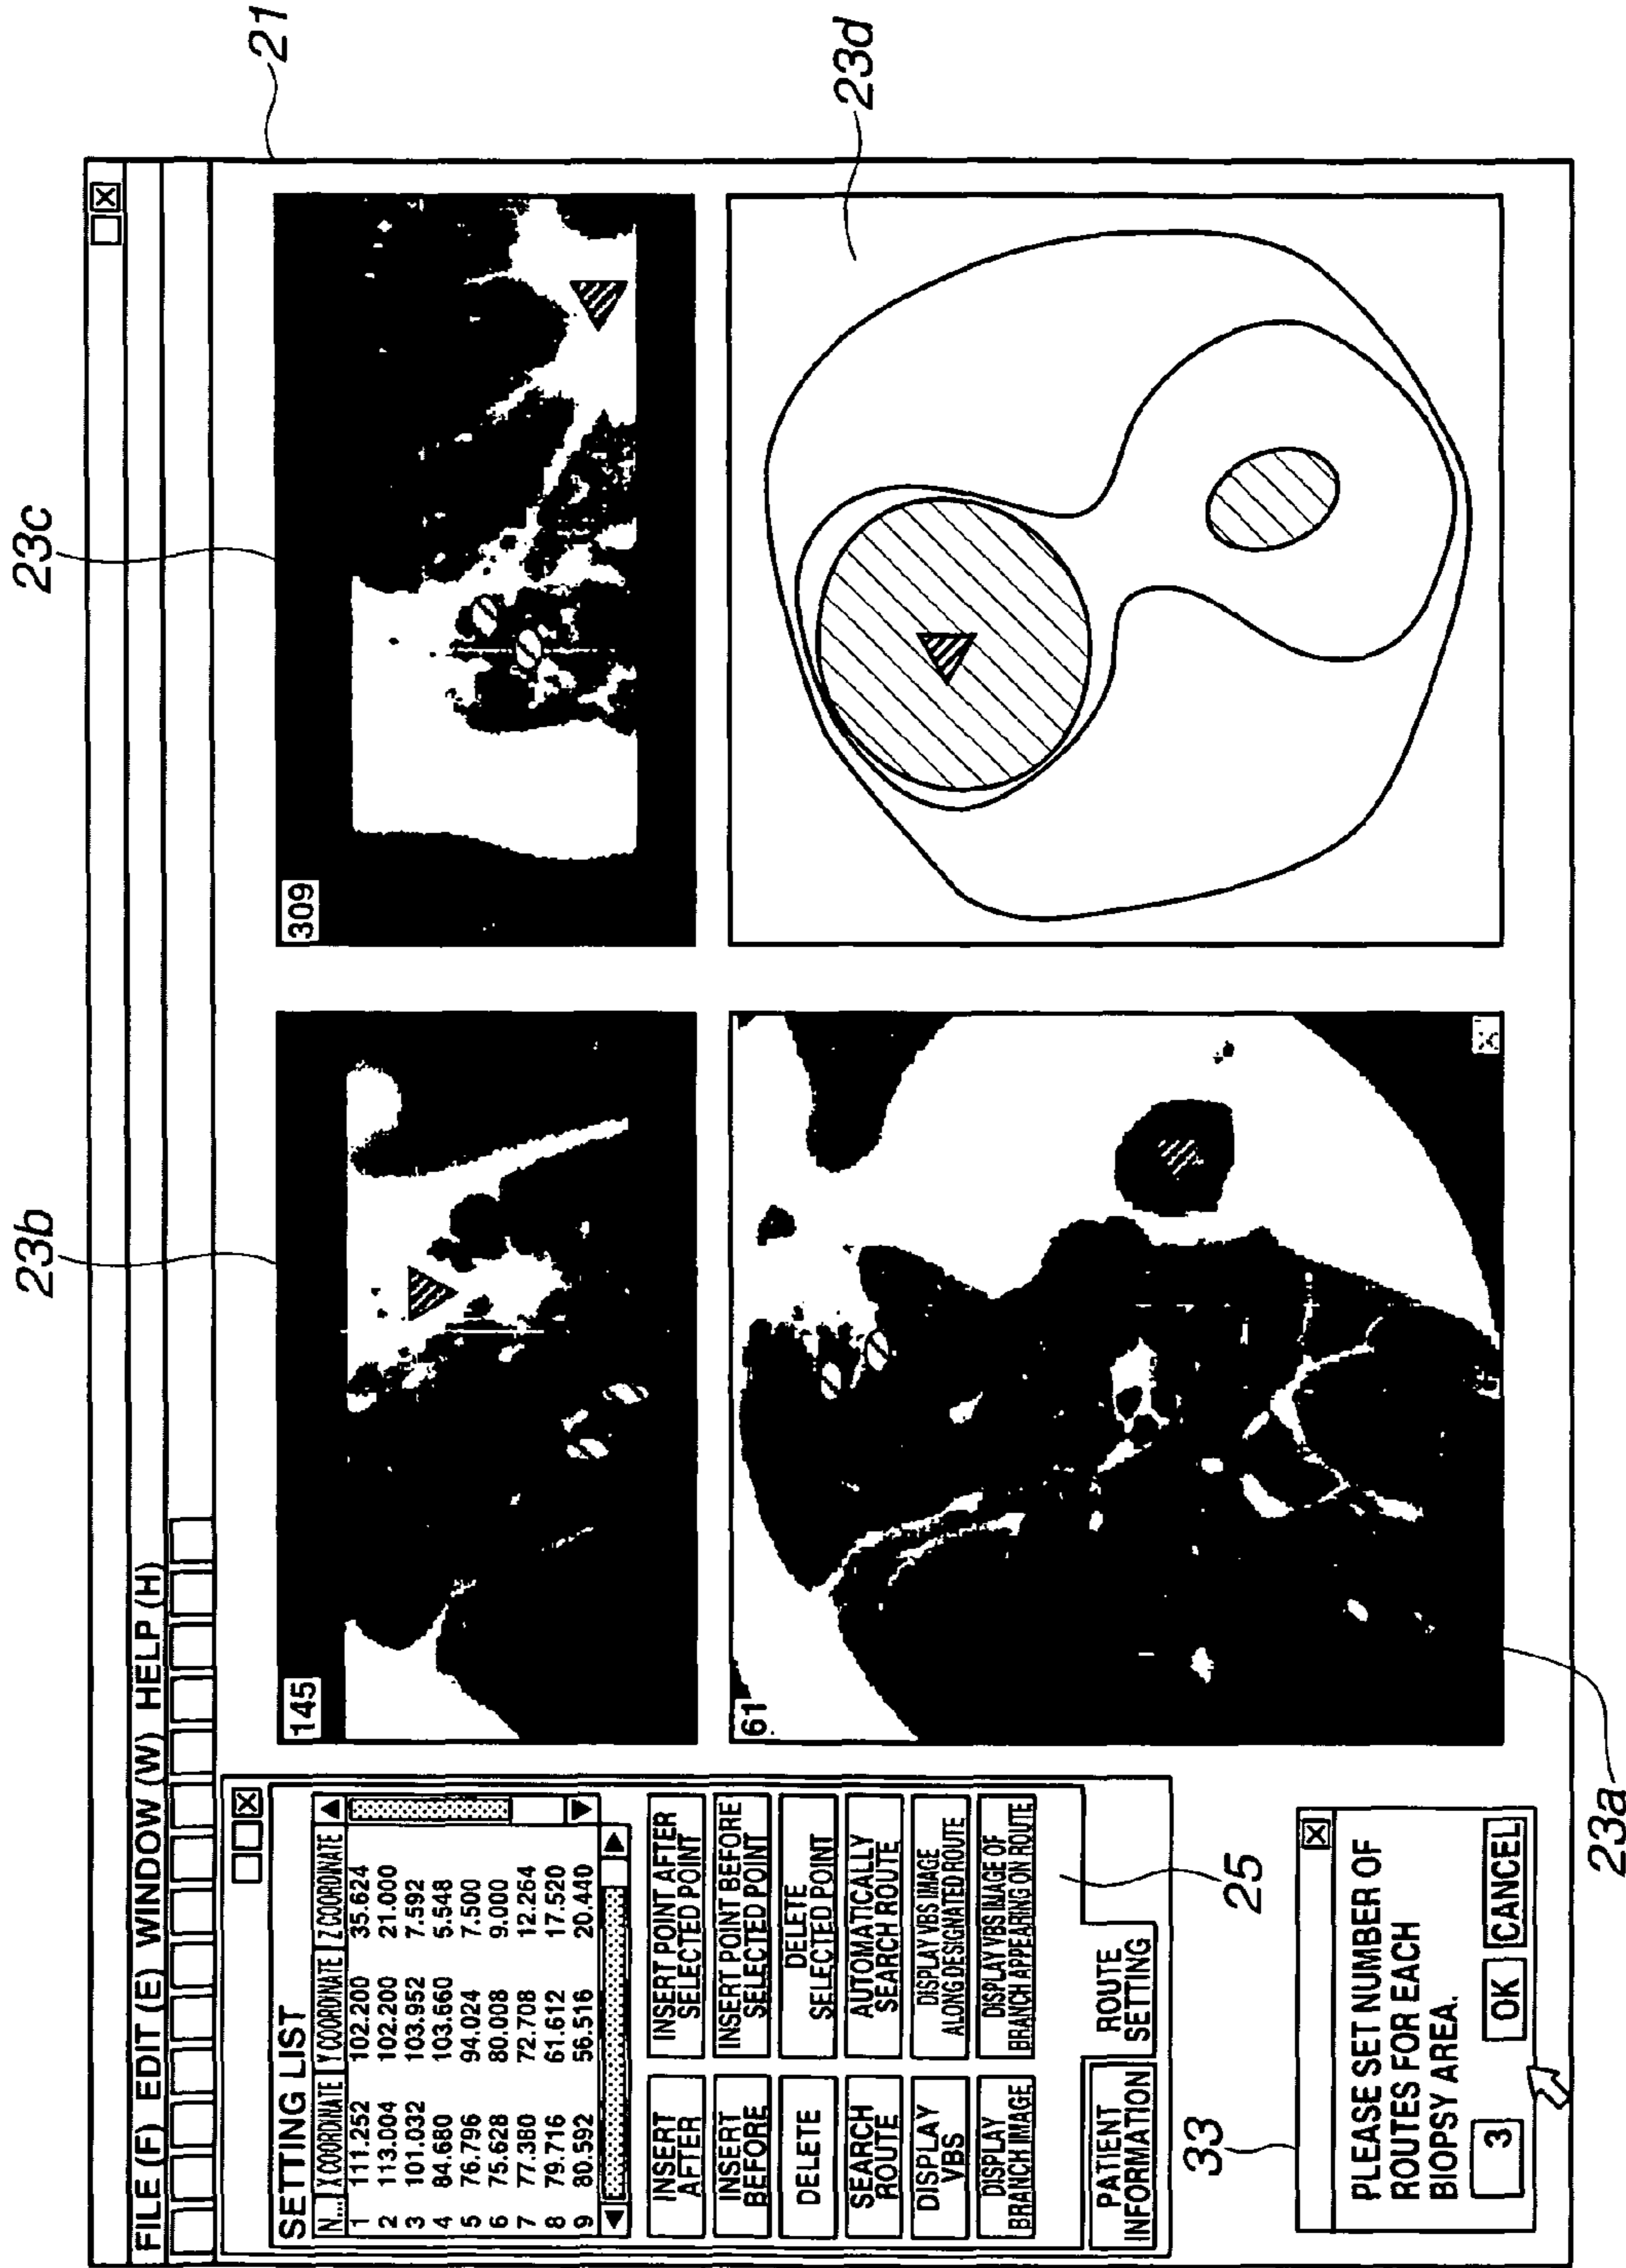 23b
23c
21
FILE (F) EDIT (E) WINDOW (W) HELP (H)
SETTING LIST
N... X COORDINATE Y COORDINATE Z COORDINATE
1 111.252 102.200 35.624
2 113.004 102.200 21.000
3 101.032 103.952 7.592
4 84.680 103.660 5.548
5 76.796 94.024 7.500
6 75.628 80.008 9.000
7 77.380 72.708 12.264
8 79.716 61.612 17.520
9 80.592 56.516 20.440
INSERT AFTER
INSERT POINT AFTER SELECTED POINT
INSERT BEFORE
INSERT POINT BEFORE SELECTED POINT
DELETE
DELETE SELECTED POINT
SEARCH ROUTE
AUTOMATICALLY SEARCH ROUTE
DISPLAY VBS
DISPLAY VBS IMAGE ALONG DESIGNATED ROUTE
DISPLAY BRANCH IMAGE
DISPLAY VBS IMAGE OF BRANCH APPEARING ON ROUTE
PATIENT INFORMATION
ROUTE SETTING
25
145
309
61
23d
33
PLEASE SET NUMBER OF
ROUTES FOR EACH
BIOPSY AREA.
3 OK CANCEL
23a